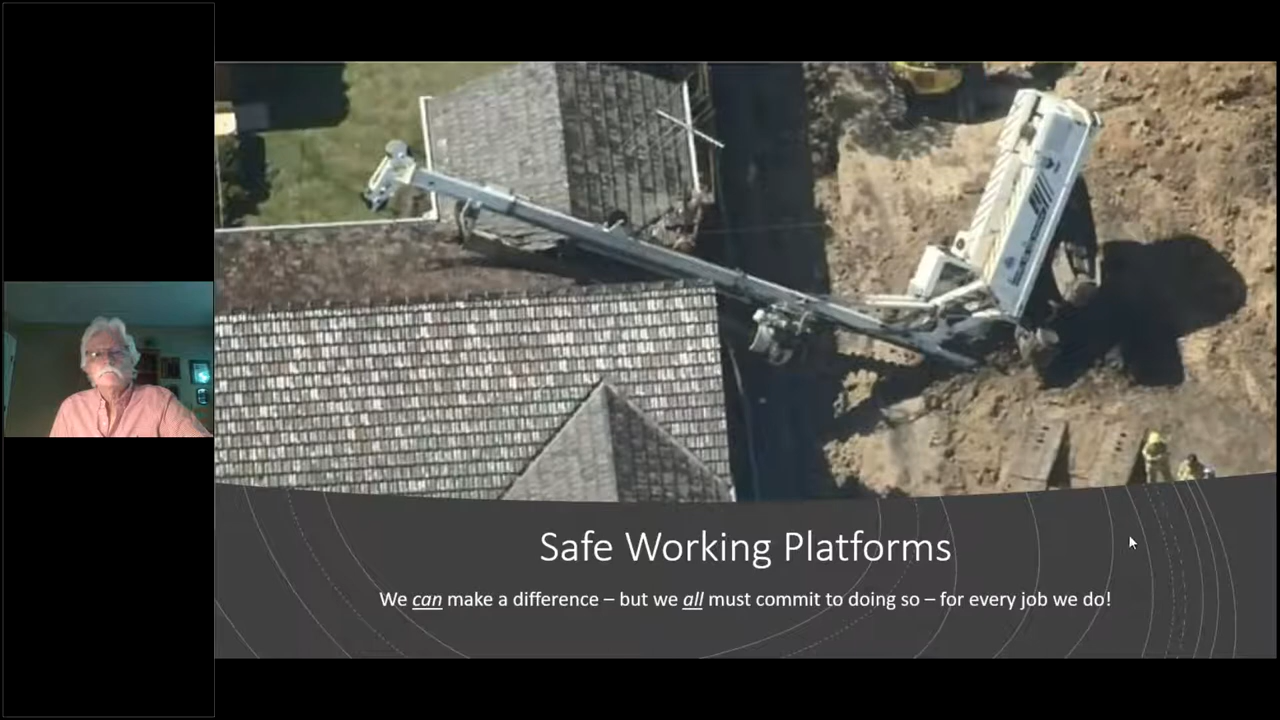 Safe Working Platforms
We can make a difference – but we all must commit to doing so – for every job we do!